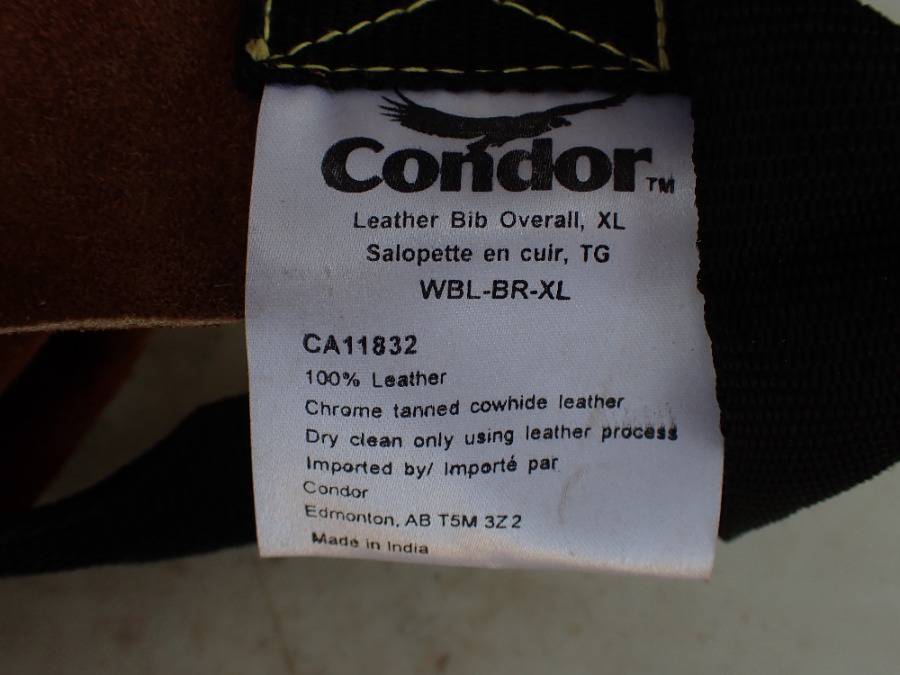 Condor™
Leather Bib Overall, XL
Salopette en cuir, TG
WBL-BR-XL
CA11832
100% Leather
Chrome tanned cowhide leather
Dry clean only using leather process
Imported by/ Importé par
Condor
Edmonton, AB T5M 3Z2
Made in India